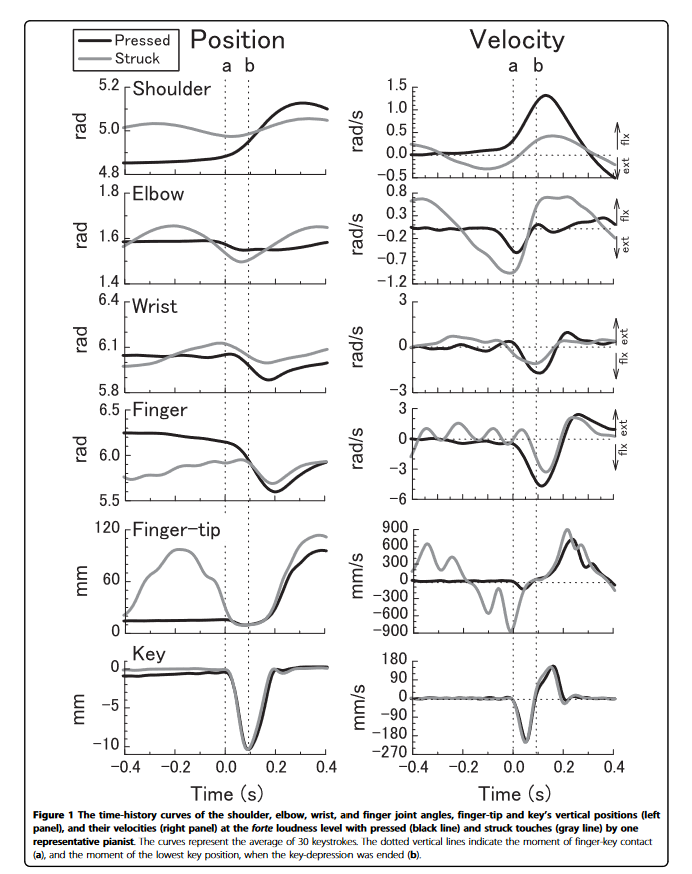 Pressed
Struck
Position
Velocity
a b
a b
Shoulder
5.2
5.0
4.8
rad
1.5
1.0
0.5
0.0
−0.5
rad/s
flx
ext
Elbow
1.8
1.6
1.4
rad
0.8
0.3
−0.2
−0.7
−1.2
rad/s
flx
ext
Wrist
6.4
6.1
5.8
rad
3
0
−3
rad/s
ext
flx
Finger
6.5
6.0
5.5
rad
3
0
−3
−6
rad/s
ext
flx
Finger-tip
120
60
0
mm
900
600
300
0
−300
−600
−900
mm/s
Key
0
−5
−10
mm
180
90
0
−90
−180
−270
mm/s
−0.4 −0.2 0.0 0.2 0.4
−0.4 −0.2 0.0 0.2 0.4
Time (s)
Time (s)
Figure 1 The time-history curves of the shoulder, elbow, wrist, and finger joint angles, finger-tip and key's vertical positions (left
panel), and their velocities (right panel) at the forte loudness level with pressed (black line) and struck touches (gray line) by one
representative pianist. The curves represent the average of 30 keystrokes. The dotted vertical lines indicate the moment of finger-key contact
(a), and the moment of the lowest key position, when the key-depression was ended (b).